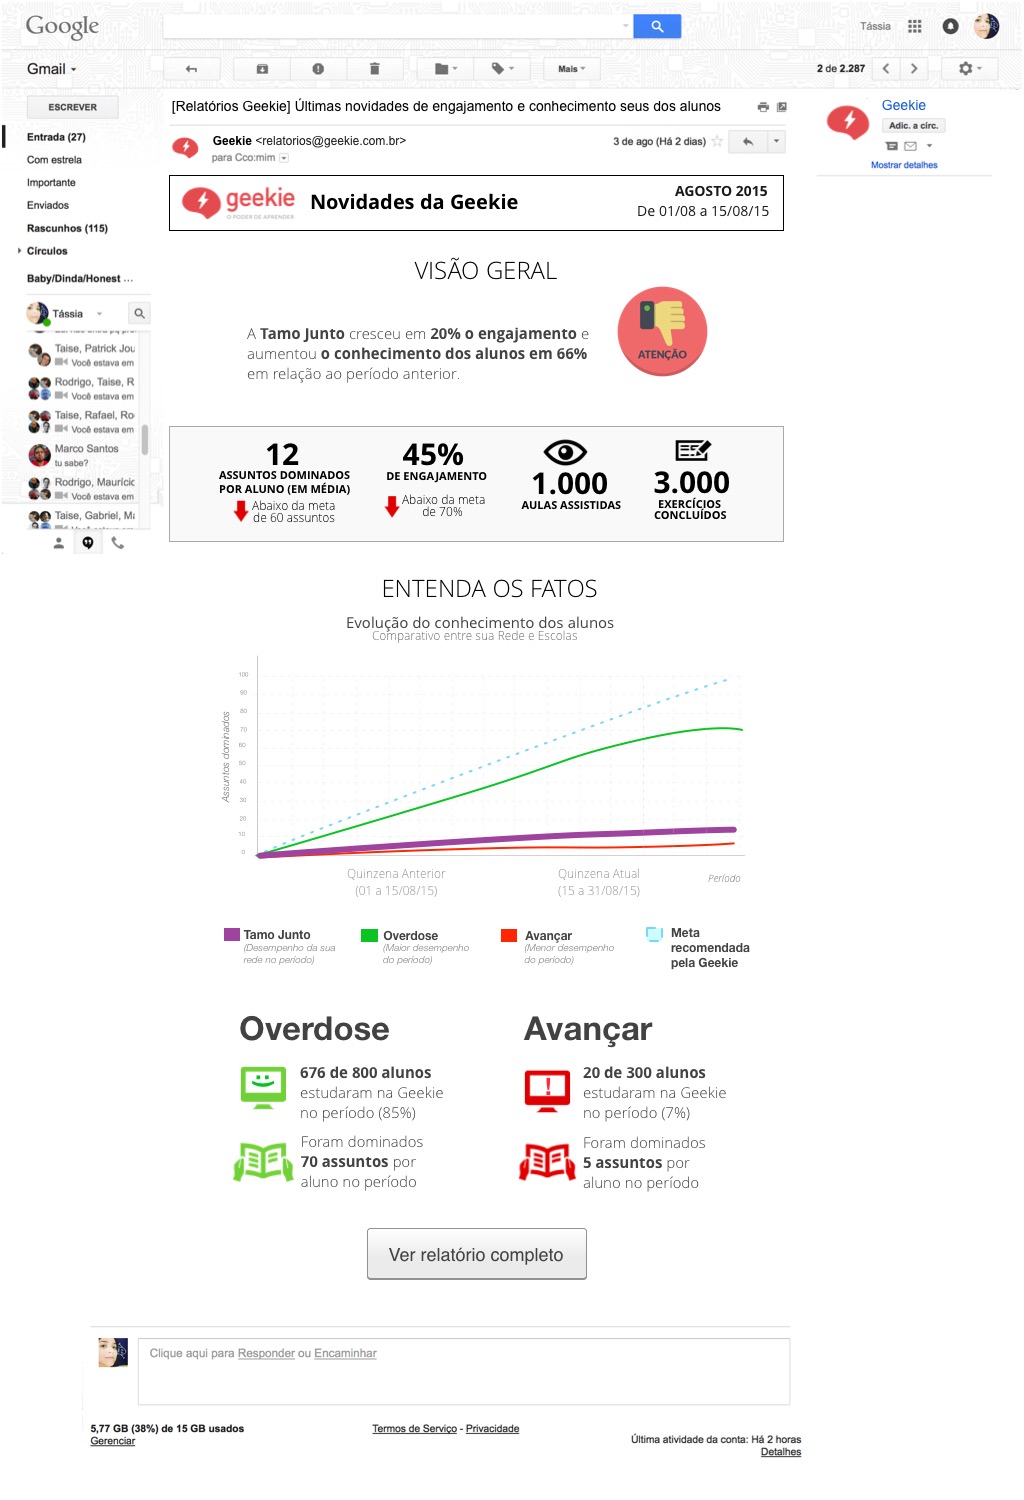 Google
Tássia
Gmail
Mais
2 de 2.287
ESCREVER
Entrada (27)
Com estrela
Importante
Enviados
Rascunhos (115)
Círculos
Baby/Dinda/Honest ...
Tássia
Taise, Patrick Jou
Você estava em
Rodrigo, Taise, R
Você estava em
Taise, Rafael, Ro
Você estava em
Marco Santos
tu sabe?
Rodrigo, Maurício
Você estava em
Taise, Gabriel, Ma
[Relatórios Geekie] Últimas novidades de engajamento e conhecimento seus dos alunos
Geekie <relatorios@geekie.com.br>
para Cco:mim
3 de ago (Há 2 dias)
Geekie
Adic. a círc.
Mostrar detalhes
geekie
O PODER DE APRENDER
Novidades da Geekie
AGOSTO 2015
De 01/08 a 15/08/15
VISÃO GERAL
A Tamo Junto cresceu em 20% o engajamento e
aumentou o conhecimento dos alunos em 66%
em relação ao período anterior.
ATENÇÃO
12
ASSUNTOS DOMINADOS
POR ALUNO (EM MÉDIA)
Abaixo da meta
de 60 assuntos
45%
DE ENGAJAMENTO
Abaixo da meta
de 70%
1.000
AULAS ASSISTIDAS
3.000
EXERCÍCIOS
CONCLUÍDOS
ENTENDA OS FATOS
Evolução do conhecimento dos alunos
Comparativo entre sua Rede e Escolas
Assuntos dominados
100
90
80
70
60
50
40
30
20
10
0
Quinzena Anterior
(01 a 15/08/15)
Quinzena Atual
(15 a 31/08/15)
Período
Tamo Junto
(Desempenho da sua
rede no período)
Overdose
(Maior desempenho
do período)
Avançar
(Menor desempenho
do período)
Meta
recomendada
pela Geekie
Overdose
676 de 800 alunos
estudaram na Geekie
no período (85%)
Foram dominados
70 assuntos por
aluno no período
Avançar
20 de 300 alunos
estudaram na Geekie
no período (7%)
Foram dominados
5 assuntos por
aluno no período
Ver relatório completo
Clique aqui para Responder ou Encaminhar
5,77 GB (38%) de 15 GB usados
Gerenciar
Termos de Serviço - Privacidade
Última atividade da conta: Há 2 horas
Detalhes